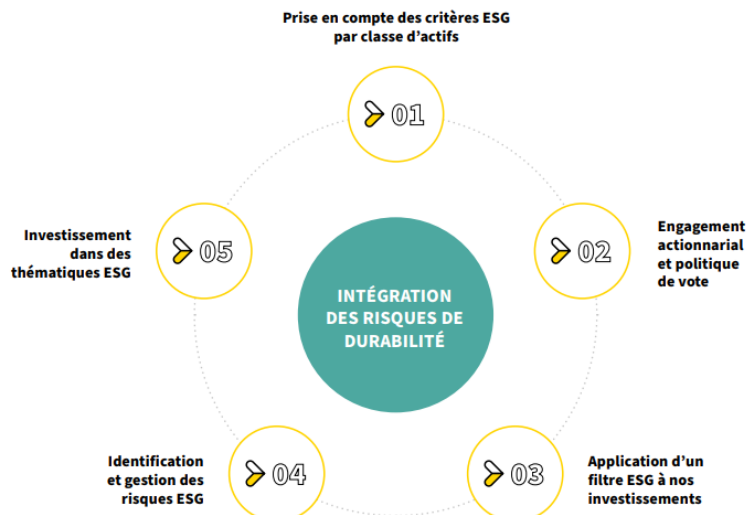 Prise en compte des critères ESG
par classe d'actifs
01
Engagement
actionnarial
et politique
de vote
02
Application d'un
filtre ESG à nos
investissements
03
Identification
et gestion des
risques ESG
04
Investissement
dans des
thématiques ESG
05
INTÉGRATION
DES RISQUES DE
DURABILITÉ